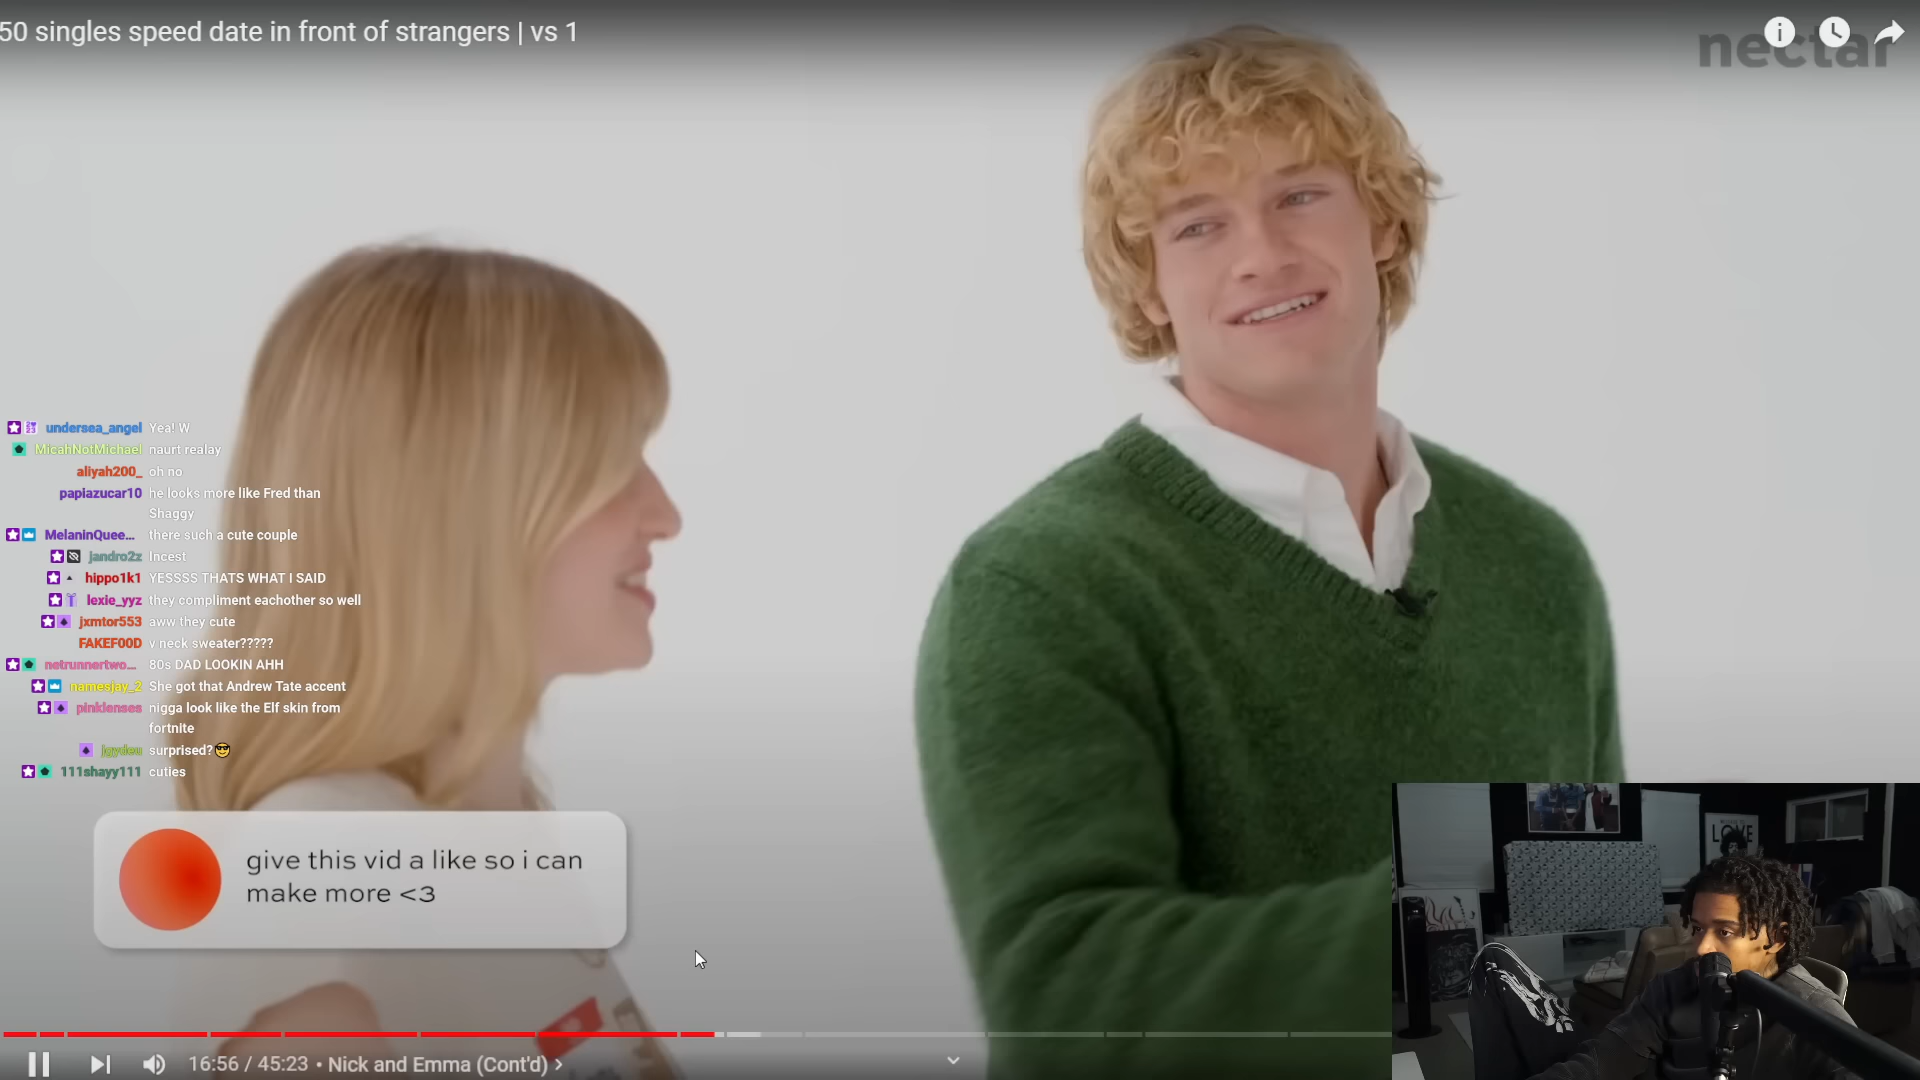 50 singles speed date in front of strangers | vs 1
nectar
undersea_angel Yea! W
MicahNotMichael naurt realay
aliyah200_ oh no
papiazucar10 he looks more like Fred than
Shaggy
MelaninQuee... there such a cute couple
jandro2z Incest
hippo1k1 YESSSS THATS WHAT I SAID
lexie_yyz they compliment eachother so well
jxmtor553 aww they cute
FAKEF00D v neck sweater?????
netrunnertwo... 80s DAD LOOKIN AHH
namesjay_2 She got that Andrew Tate accent
pinklenses nigga look like the Elf skin from
fortnite
surprised?😎
111shayy111 cuties
give this vid a like so i can
make more <3
LOVE
16:56 / 45:23 • Nick and Emma (Cont'd) ›